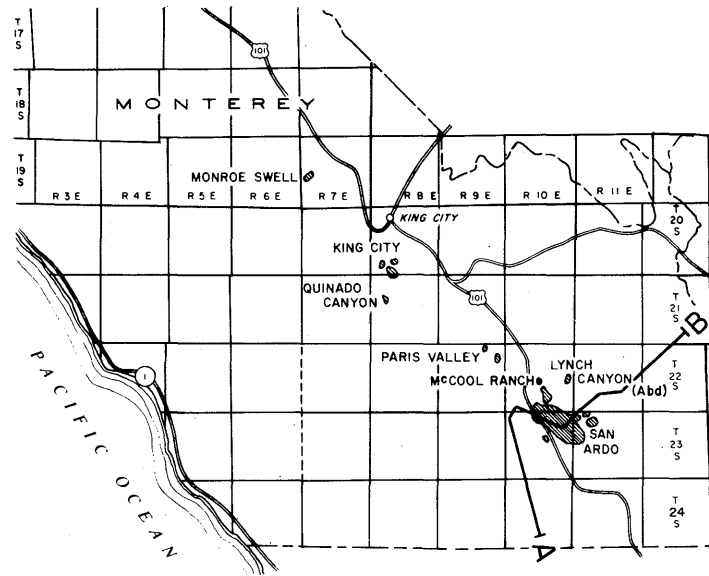 T
17
S
101
T
18
S
MONTEREY
T
19
S
MONROE SWELL
R3E R4E R5E R6E R7E R8E R9E R10E R11E
T
20
S
KING CITY
KING CITY
QUINADO
CANYON
101
T
21
S
B
PARIS VALLEY
McCOOL RANCH
LYNCH
CANYON
(Abd)
T
22
S
1
SAN
ARDO
T
23
S
PACIFIC OCEAN
T
24
S
A